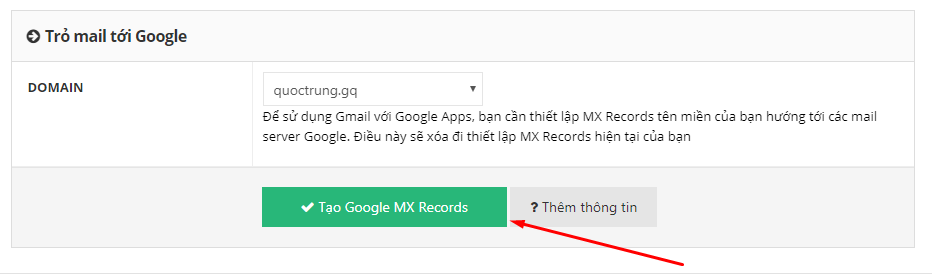 Trỏ mail tới Google
DOMAIN
quoctrung.gq
Để sử dụng Gmail với Google Apps, bạn cần thiết lập MX Records tên miền của bạn hướng tới các mail
server Google. Điều này sẽ xóa đi thiết lập MX Records hiện tại của bạn
Tạo Google MX Records
? Thêm thông tin